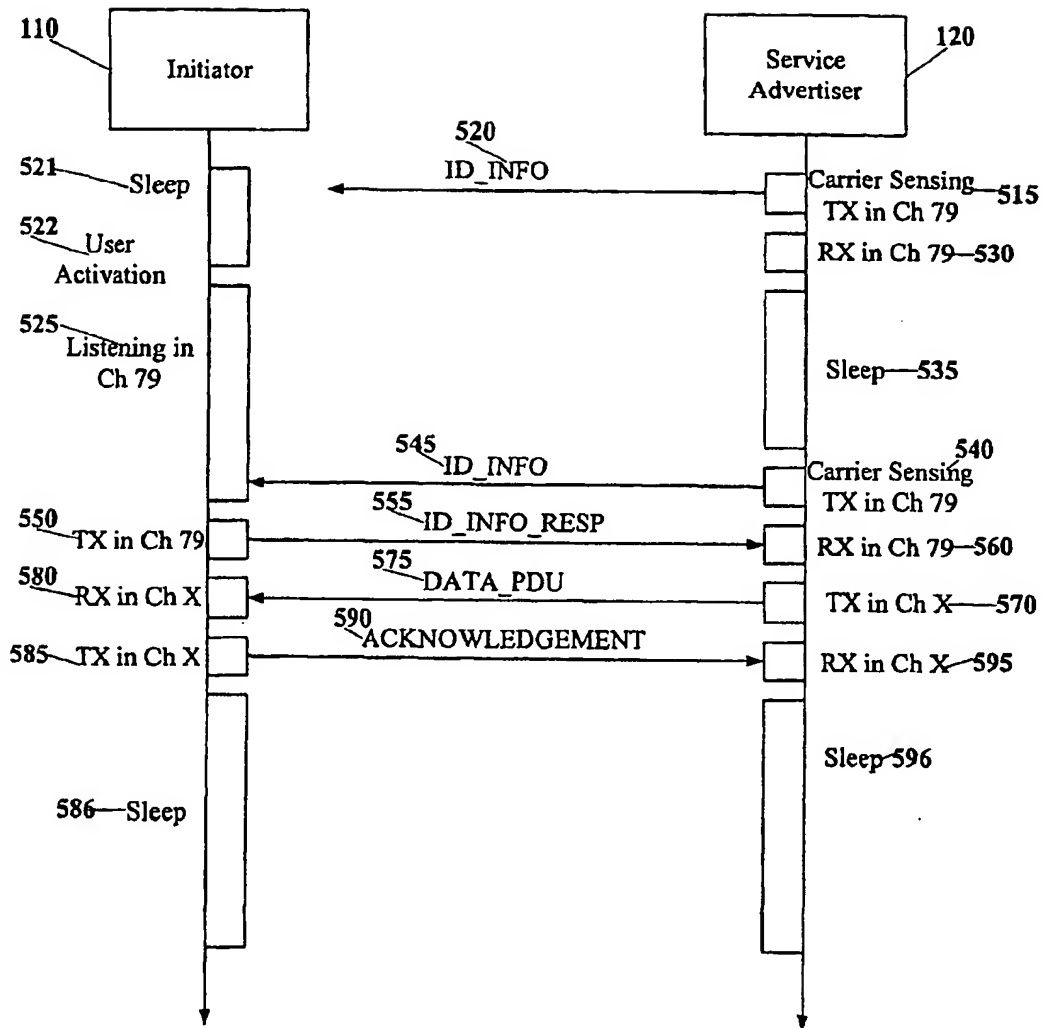 110
Initiator
Service
Advertiser
120
520
ID_INFO
521
Sleep
Carrier Sensing
TX in Ch 79
515
522
User
Activation
RX in Ch 79
530
525
Listening in
Ch 79
Sleep
535
545
ID_INFO
540
Carrier Sensing
TX in Ch 79
550
TX in Ch 79
555
ID_INFO_RESP
RX in Ch 79
560
580
RX in Ch X
575
DATA_PDU
TX in Ch X
570
585
TX in Ch X
590
ACKNOWLEDGEMENT
RX in Ch X
595
Sleep
596
586
Sleep